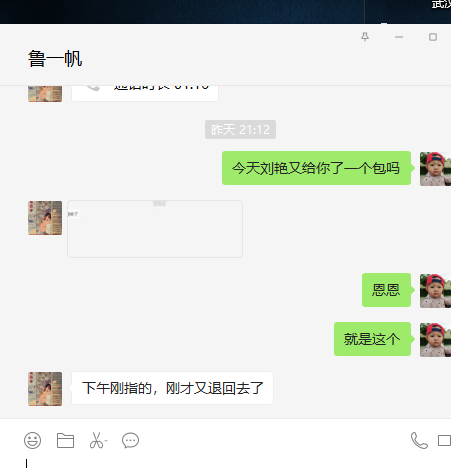 武汉
鲁一帆
通话时长 01:10
昨天 21:12
今天刘艳又给你了一个包吗
恩恩
就是这个
下午刚指的，刚才又退回去了